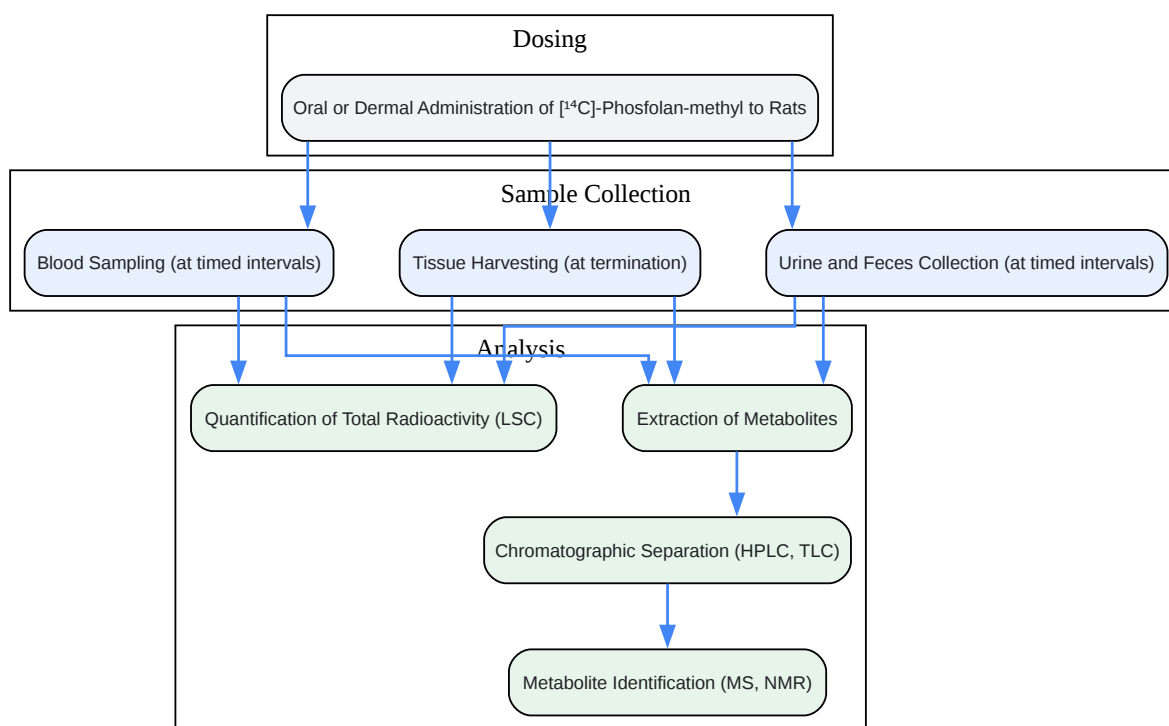 Dosing
Oral or Dermal Administration of [¹⁴C]-Phosfolan-methyl to Rats
Sample Collection
Blood Sampling (at timed intervals)
Tissue Harvesting (at termination)
Urine and Feces Collection (at timed intervals)
Analysis
Quantification of Total Radioactivity (LSC)
Extraction of Metabolites
Chromatographic Separation (HPLC, TLC)
Metabolite Identification (MS, NMR)